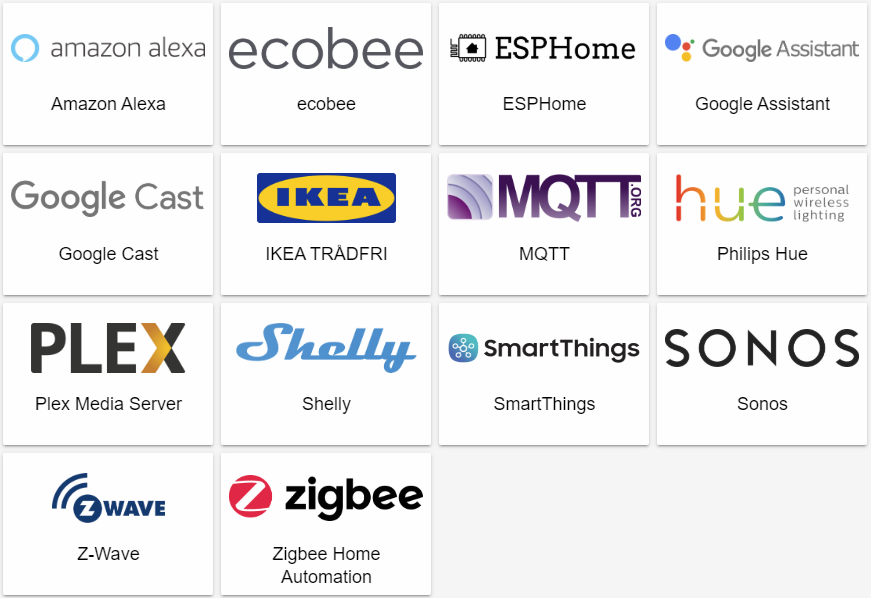 amazon alexa
Amazon Alexa
ecobee
ecobee
ESPHome
ESPHome
Google Assistant
Google Assistant
Google Cast
Google Cast
IKEA
IKEA TRÅDFRI
MQTT.ORG
MQTT
hue personal
wireless
lighting
Philips Hue
PLEX
Plex Media Server
Shelly
Shelly
SmartThings
SmartThings
SONOS
Sonos
Z WAVE
Z-Wave
zigbee
Zigbee Home
Automation